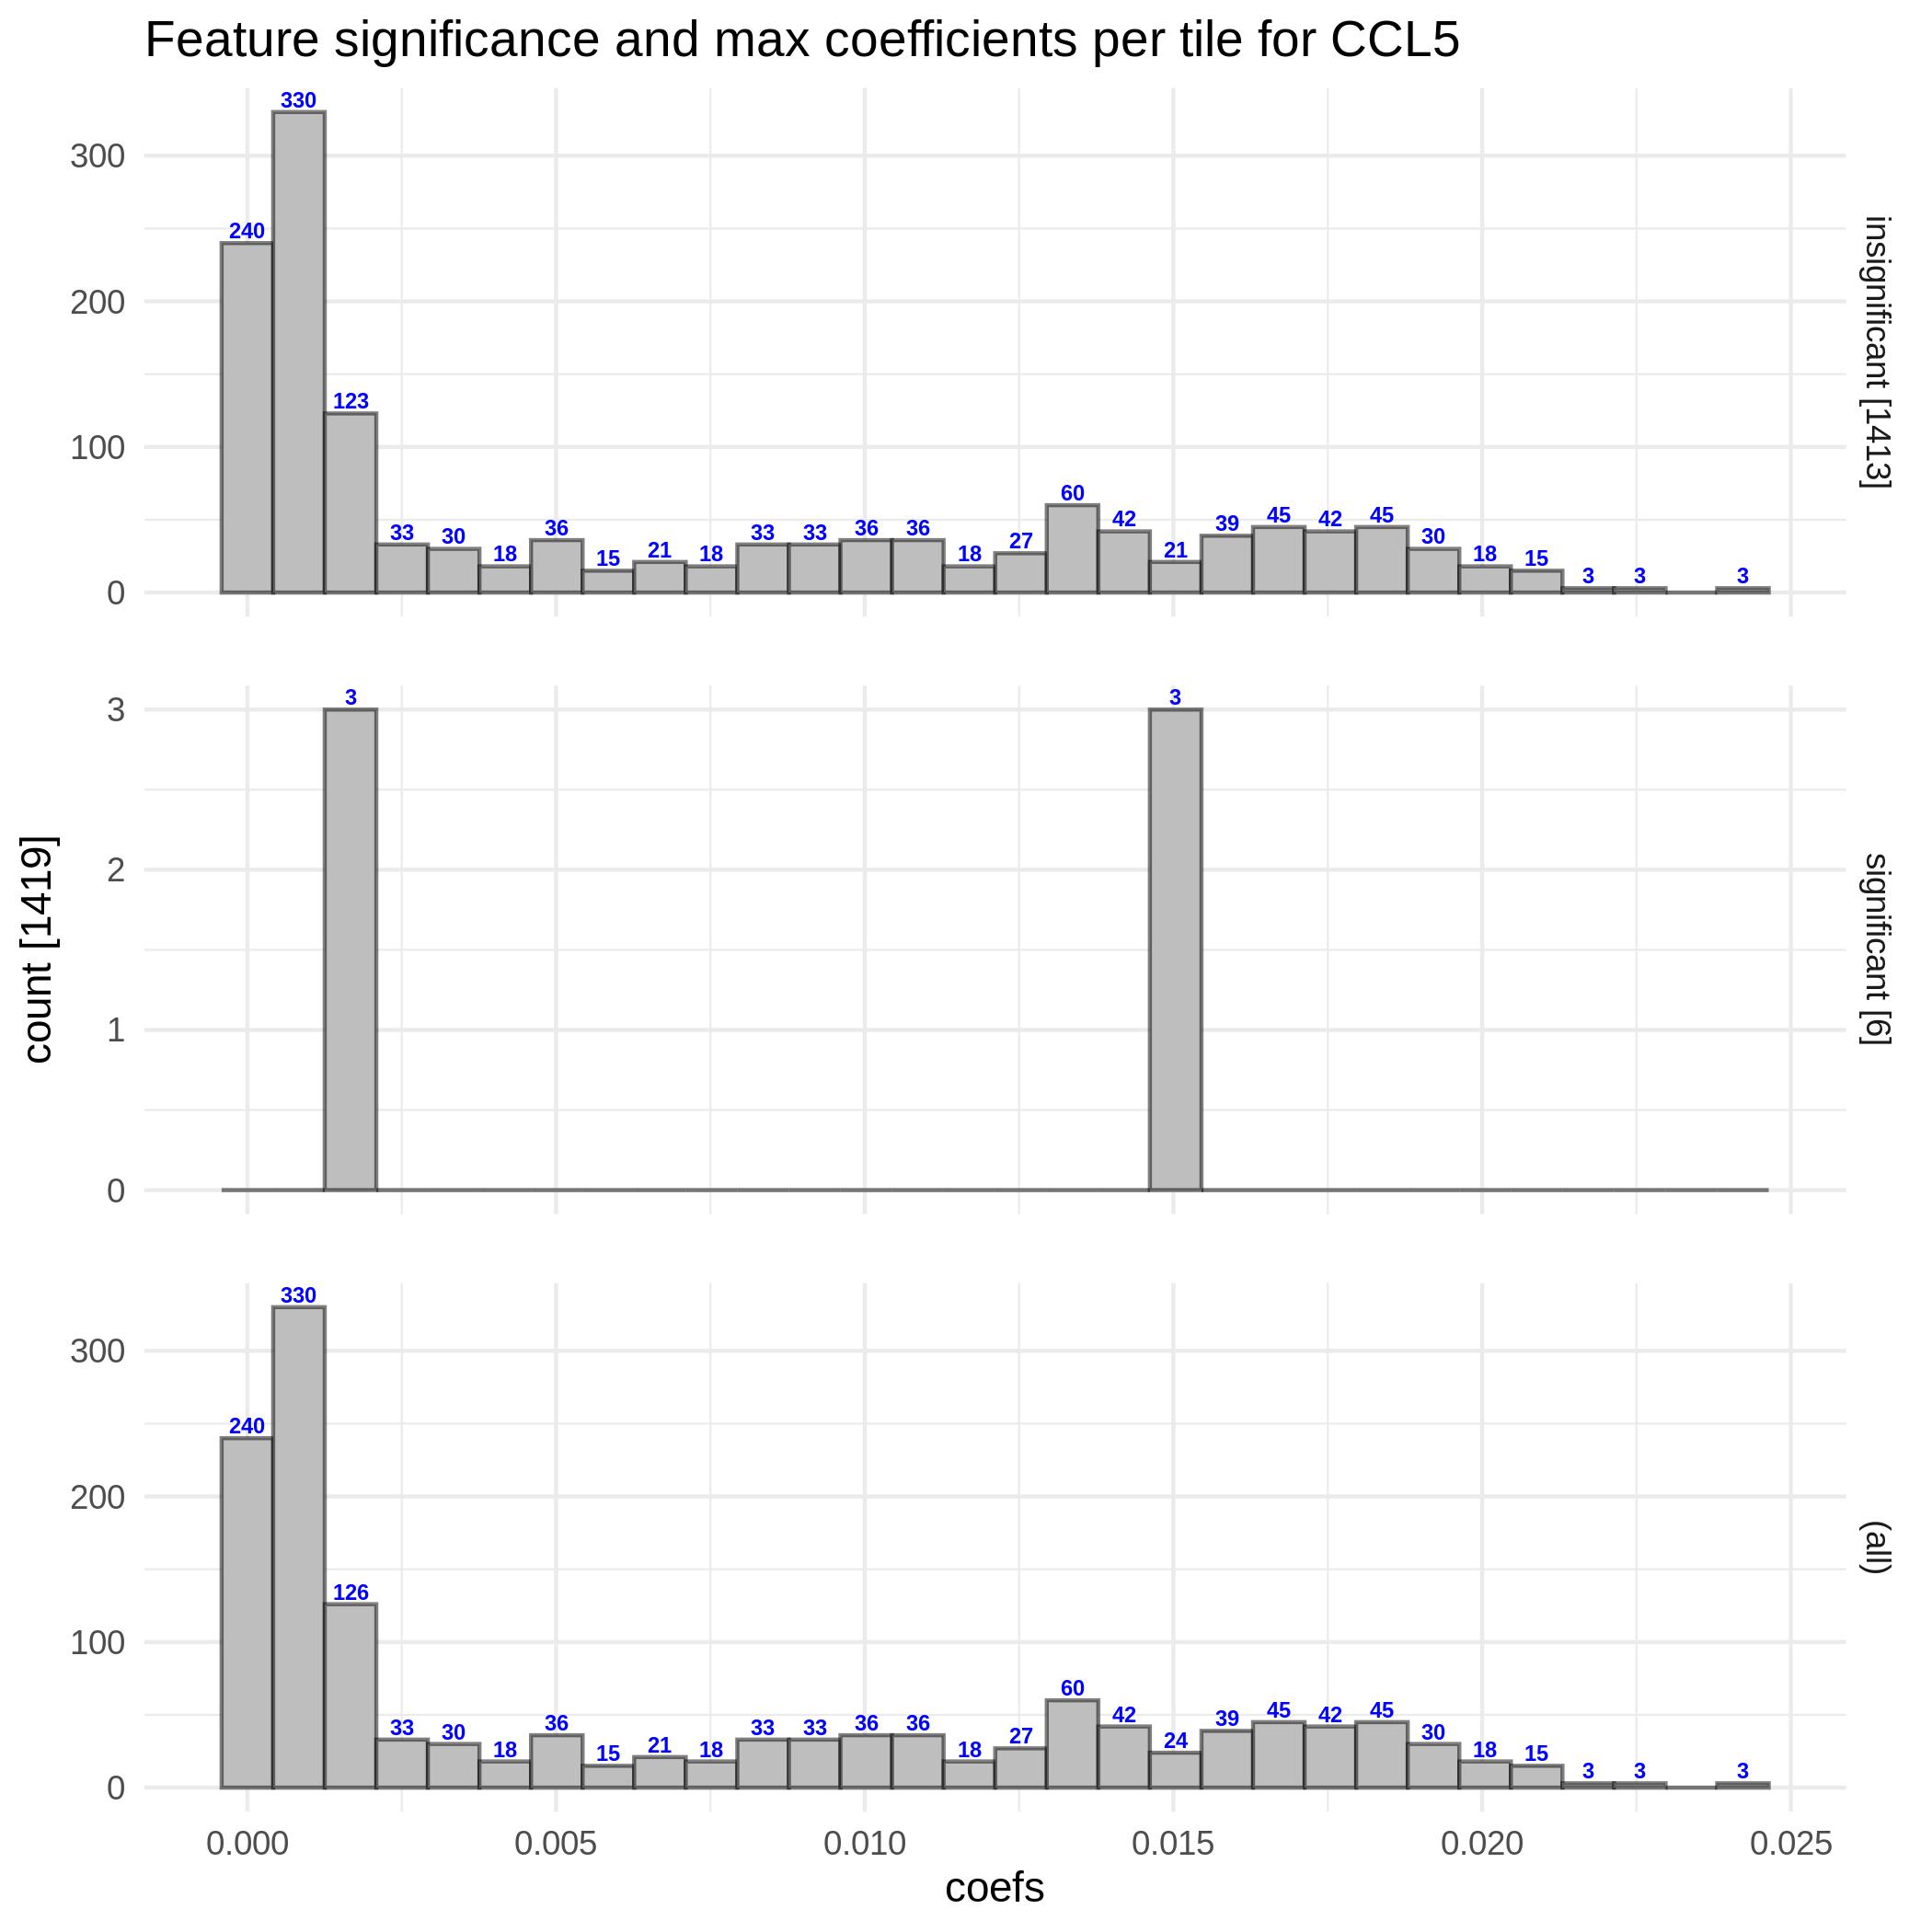 Feature significance and max coefficients per tile for CCL5
300
200
100
0
240 330 123 33 30 18 36 15 21 18 33 33 36 36 18 27 60 42 21 39 45 42 45 30 18 15 3 3 3
insignificant [1413]
count [1419]
3
2
1
0
3 3
significant [6]
300
200
100
0
240 330 126 33 30 18 36 15 21 18 33 33 36 36 18 27 60 42 24 39 45 42 45 30 18 15 3 3 3
(all)
0.000 0.005 0.010 0.015 0.020 0.025
coefs